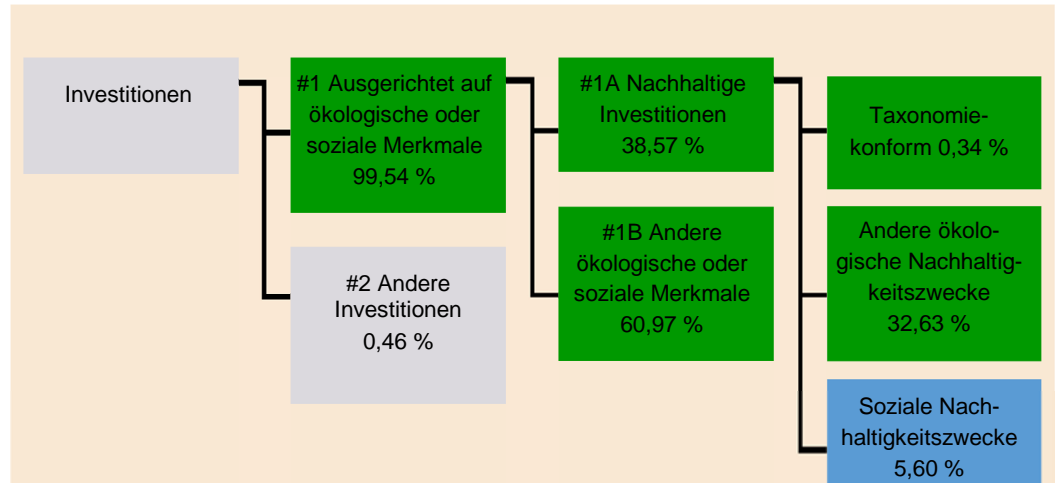 Investitionen
#1 Ausgerichtet auf
ökologische oder
soziale Merkmale
99,54 %
#2 Andere
Investitionen
0,46 %
#1A Nachhaltige
Investitionen
38,57 %
#1B Andere
ökologische oder
soziale Merkmale
60,97 %
Taxonomie-
konform 0,34 %
Andere ökolo-
gische Nachhaltig-
keitszwecke
32,63 %
Soziale Nach-
haltigkeitszwecke
5,60 %